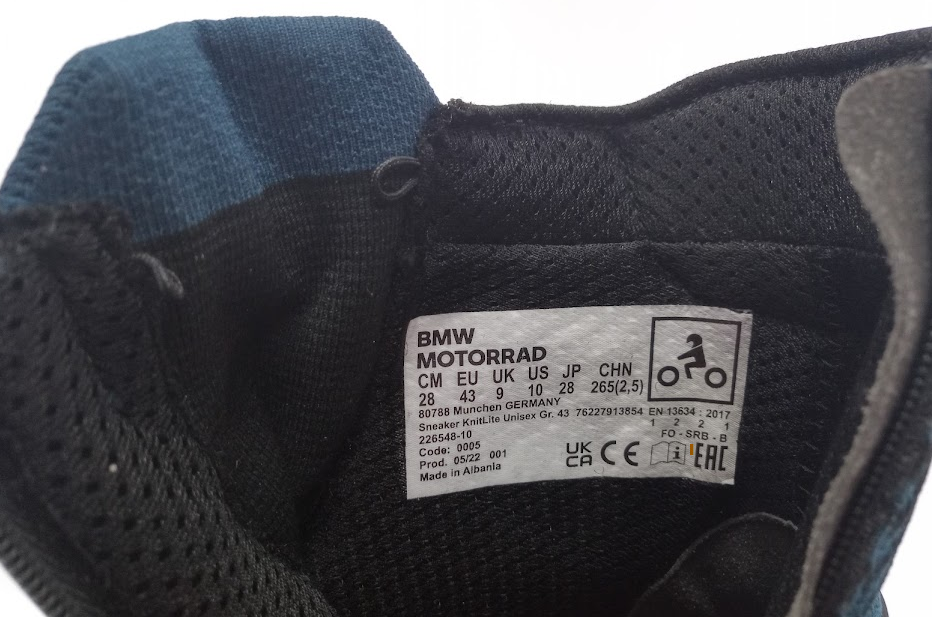 BMW
MOTORRAD
CM EU UK US JP CHN
28 43 9 10 28 265(2,5)
80788 Munchen GERMANY
Sneaker KnitLite Unisex Gr. 43 76227913854
226548-10
Code: 0005
Prod. 05/22 001
Made in Albania
EN 13634 : 2017
1 2 2 1
FO - SRB - B
UK
CA CE i EAC